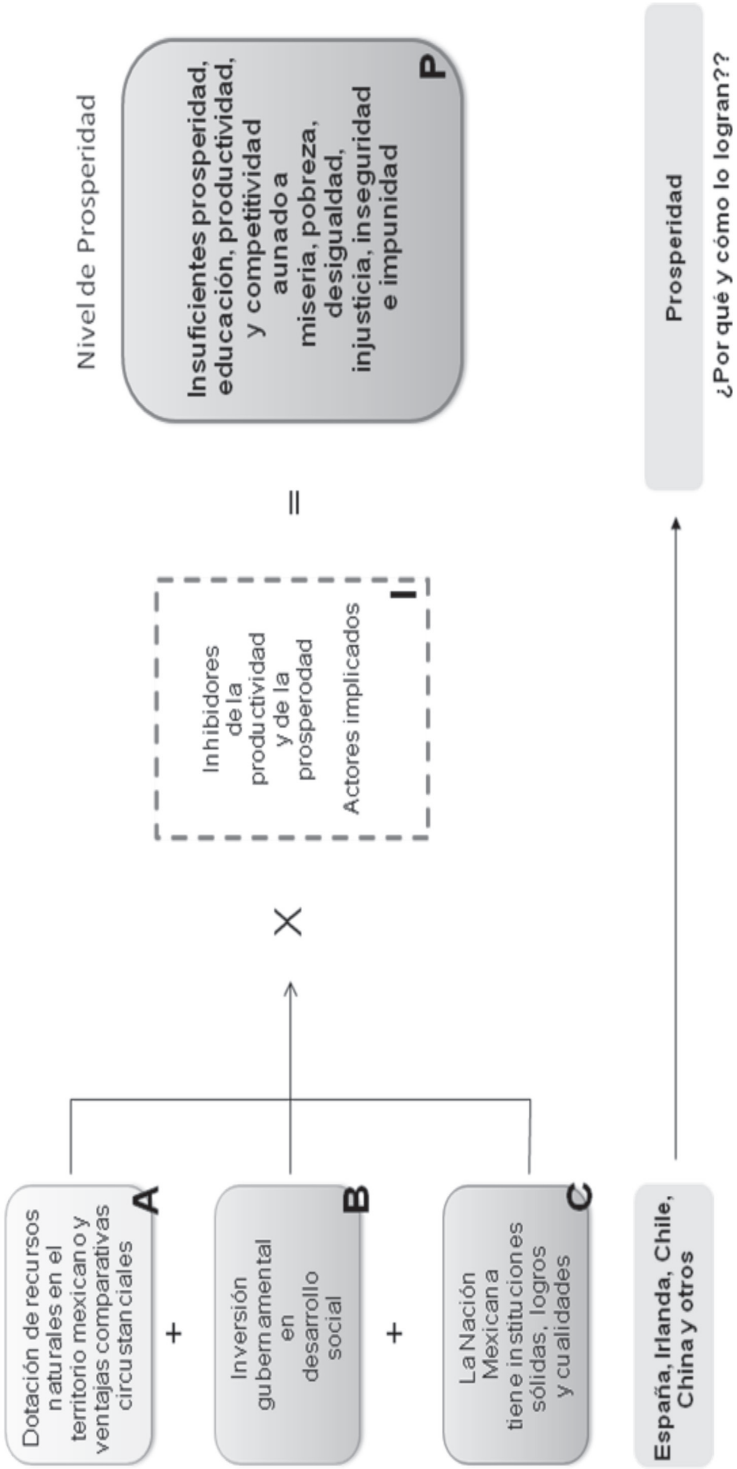 Dotación de recursos
naturales en el
territorio mexicano y
ventajas comparativas
circustanciales
A
+
Inversión
gubernamental
en
desarrollo
social
B
+
La Nación
Mexicana
tiene instituciones
sólidas, logros
y cualidades
C
X
Inhibidores
de la
productividad
y de la
prosperodad
Actores implicados
I
=
Nivel de Prosperidad
Insuficientes prosperidad,
educación, productividad,
y competitividad
aunado a
miseria, pobreza,
desigualdad,
injusticia, inseguridad
e impunidad
P
España, Irlanda, Chile,
China y otros
Prosperidad
¿Por qué y cómo lo logran??